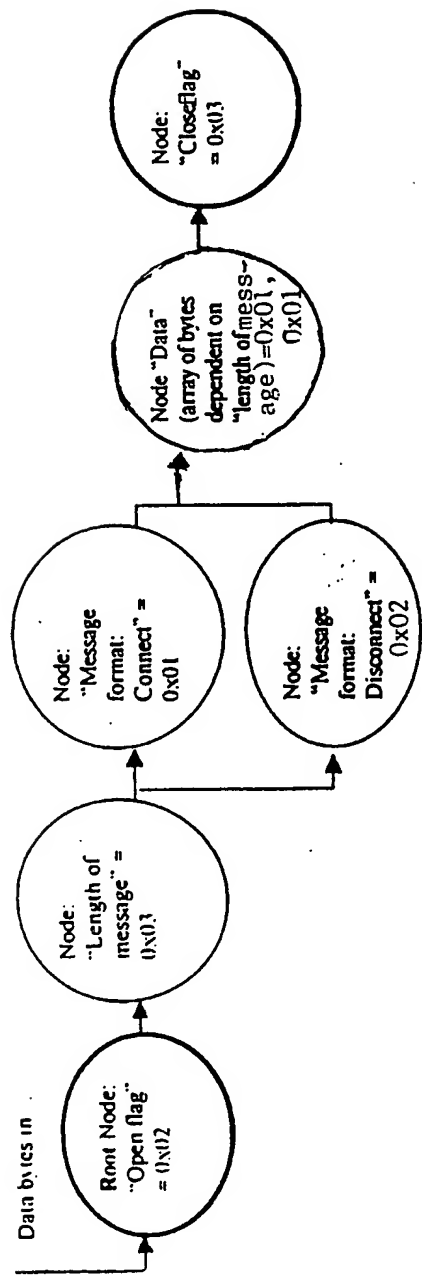 Data bytes in
Root Node:
"Open flag"
= 0x02
Node:
"Length of
message" =
0x03
Node:
"Message
format:
Connect" =
0x01
Node:
"Message
format:
Disconnect" =
0x02
Node "Data"
(array of bytes
dependent on
"length of mess-
age)=0x01,
0x01
Node:
"Closeflag"
= 0x03